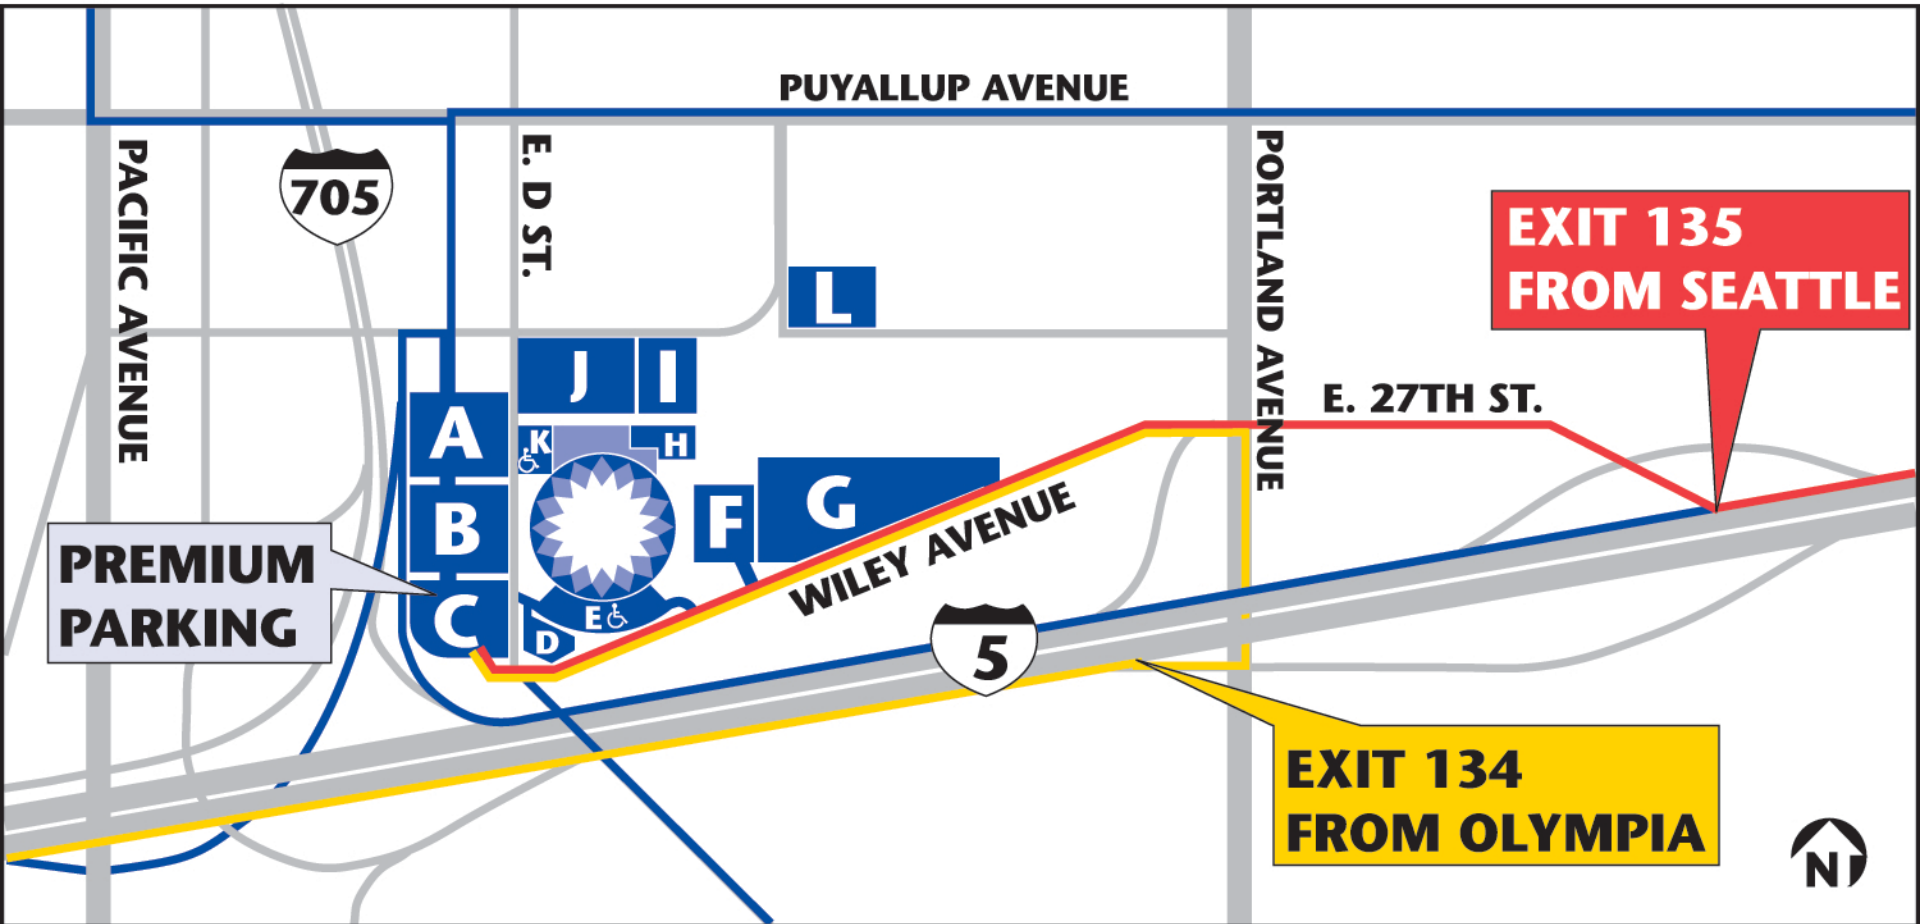 PUYALLUP AVENUE
PACIFIC AVENUE
705
E. D ST.
PORTLAND AVENUE
EXIT 135
FROM SEATTLE
L
J
I
E. 27TH ST.
A
K
H
B
F
G
WILEY AVENUE
PREMIUM
PARKING
C
D
E
5
EXIT 134
FROM OLYMPIA
N